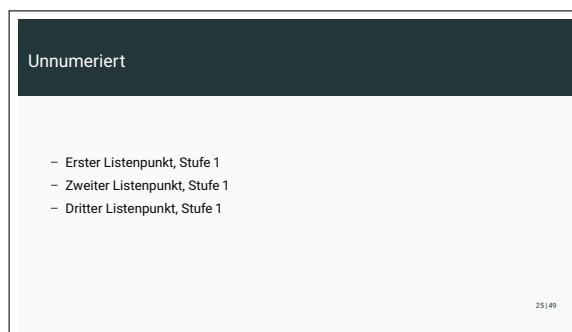 Unnumeriert
– Erster Listenpunkt, Stufe 1
– Zweiter Listenpunkt, Stufe 1
– Dritter Listenpunkt, Stufe 1
25|49